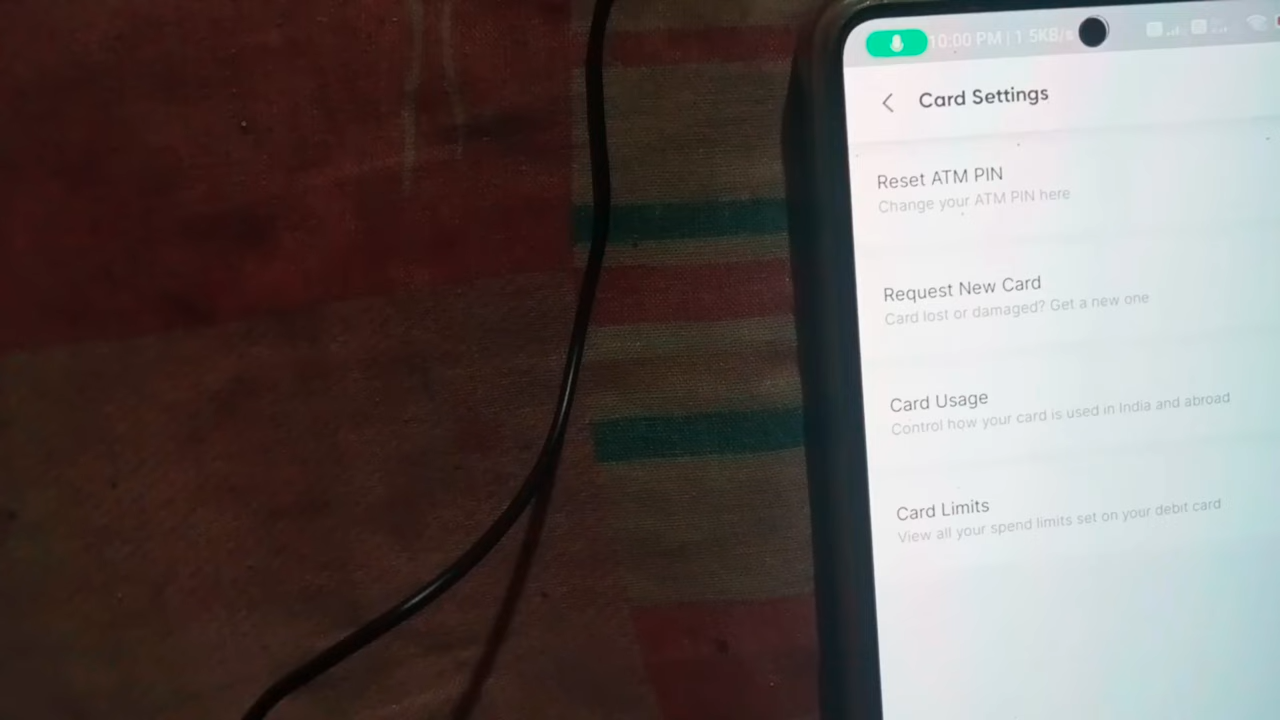 10:00 PM | 1.5KB/s
Card Settings
Reset ATM PIN
Change your ATM PIN here
Request New Card
Card lost or damaged? Get a new one
Card Usage
Control how your card is used in India and abroad
Card Limits
View all your spend limits set on your debit card